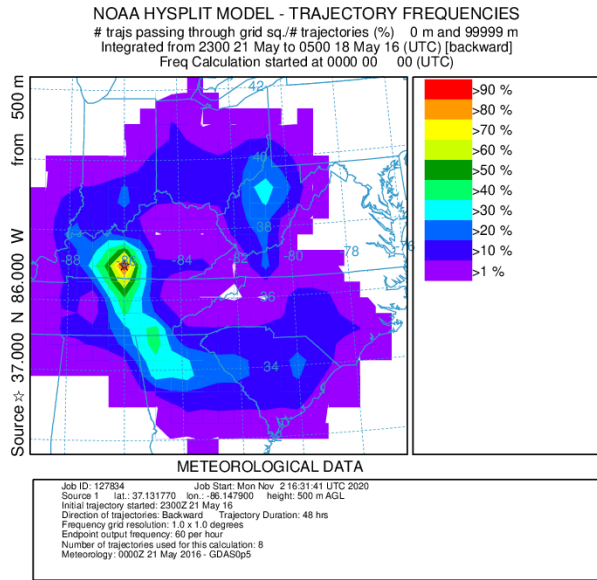 NOAA HYSPLIT MODEL - TRAJECTORY FREQUENCIES
# trajs passing through grid sq./# trajectories (%) 0 m and 99999 m
Integrated from 2300 21 May to 0500 18 May 16 (UTC) [backward]
Freq Calculation started at 0000 00 00 (UTC)
Source ☆ 37.000 N 86.000 W from 500 m
42
40
38
-88
-86
-84
-82
-80
78
76
36
34
34
32
>90 %
>80 %
>70 %
>60 %
>50 %
>40 %
>30 %
>20 %
>10 %
>1 %
METEOROLOGICAL DATA
Job ID: 127834 Job Start: Mon Nov 2 16:31:41 UTC 2020
Source 1 lat.: 37.131770 lon.: -86.147900 height: 500 m AGL
Initial trajectory started: 2300Z 21 May 16
Direction of trajectories: Backward Trajectory Duration: 48 hrs
Frequency grid resolution: 1.0 x 1.0 degrees
Endpoint output frequency: 60 per hour
Number of trajectories used for this calculation: 8
Meteorology: 0000Z 21 May 2016 - GDAS0p5